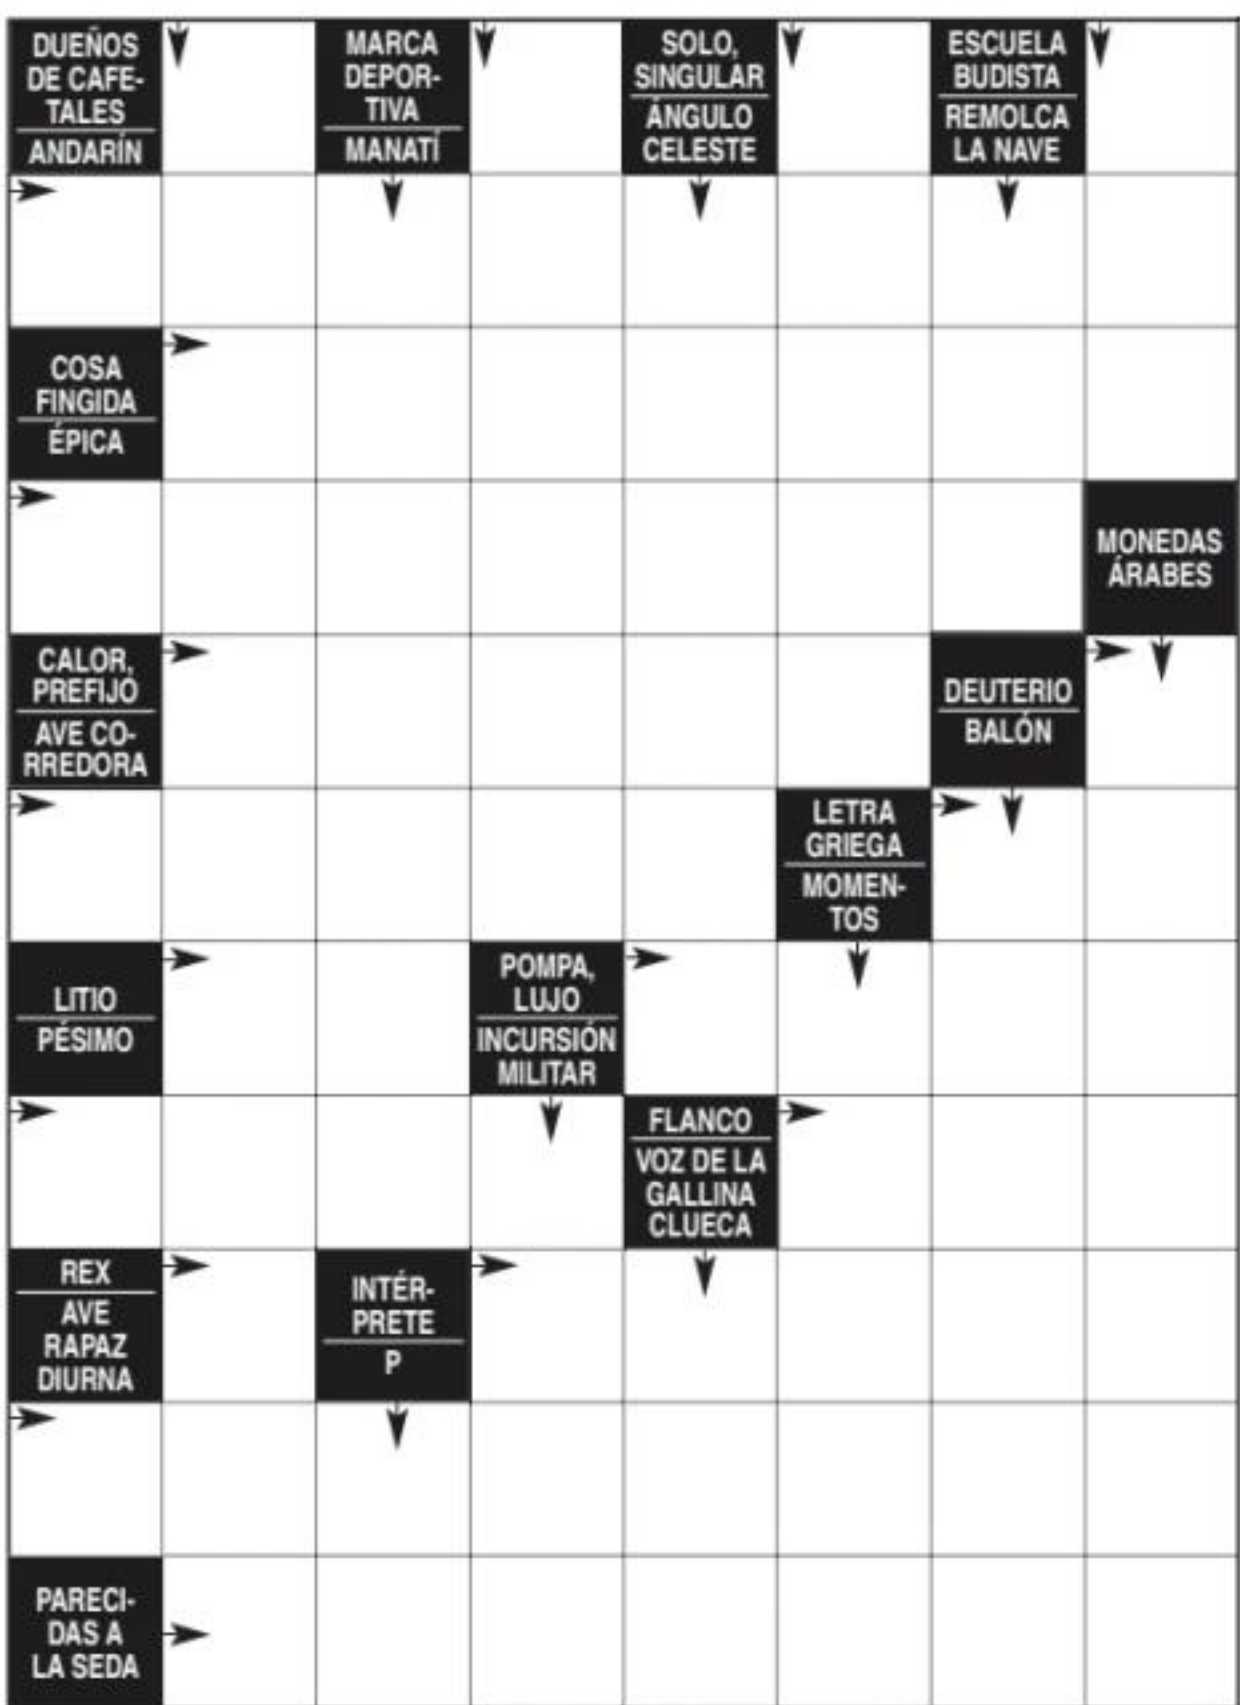 DUEÑOS
DE CAFE-
TALES
ANDARÍN
MARCA
DEPOR-
TIVA
MANATÍ
SOLO,
SINGULAR
ÁNGULO
CELESTE
ESCUELA
BUDISTA
REMOLCA
LA NAVE
COSA
FINGIDA
ÉPICA
MONEDAS
ÁRABES
CALOR,
PREFIJO
AVE CO-
RREDORA
DEUTERIO
BALÓN
LETRA
GRIEGA
MOMEN-
TOS
LITIO
PÉSIMO
POMPA,
LUJO
INCURSIÓN
MILITAR
FLANCO
VOZ DE LA
GALLINA
CLUECA
REX
AVE
RAPAZ
DIURNA
INTÉR-
PRETE
P
PARECI-
DAS A
LA SEDA